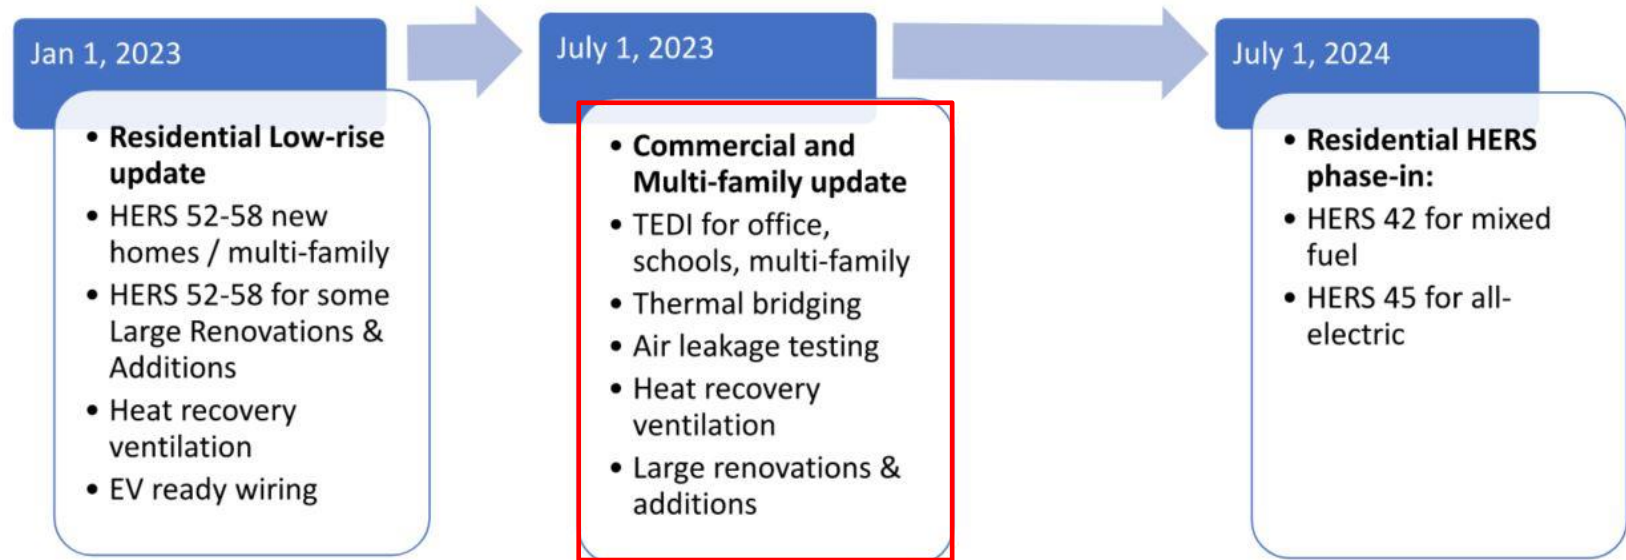 Jan 1, 2023
• Residential Low-rise
update
• HERS 52-58 new
homes / multi-family
• HERS 52-58 for some
Large Renovations &
Additions
• Heat recovery
ventilation
• EV ready wiring
July 1, 2023
• Commercial and
Multi-family update
• TEDI for office,
schools, multi-family
• Thermal bridging
• Air leakage testing
• Heat recovery
ventilation
• Large renovations &
additions
July 1, 2024
• Residential HERS
phase-in:
• HERS 42 for mixed
fuel
• HERS 45 for all-
electric